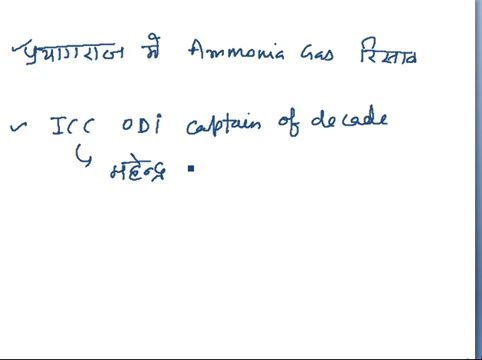 ✓ प्रयागराज में Ammonia Gas रिसाव
✓ ICC ODI Captain of decade
↳ महेन्द्र